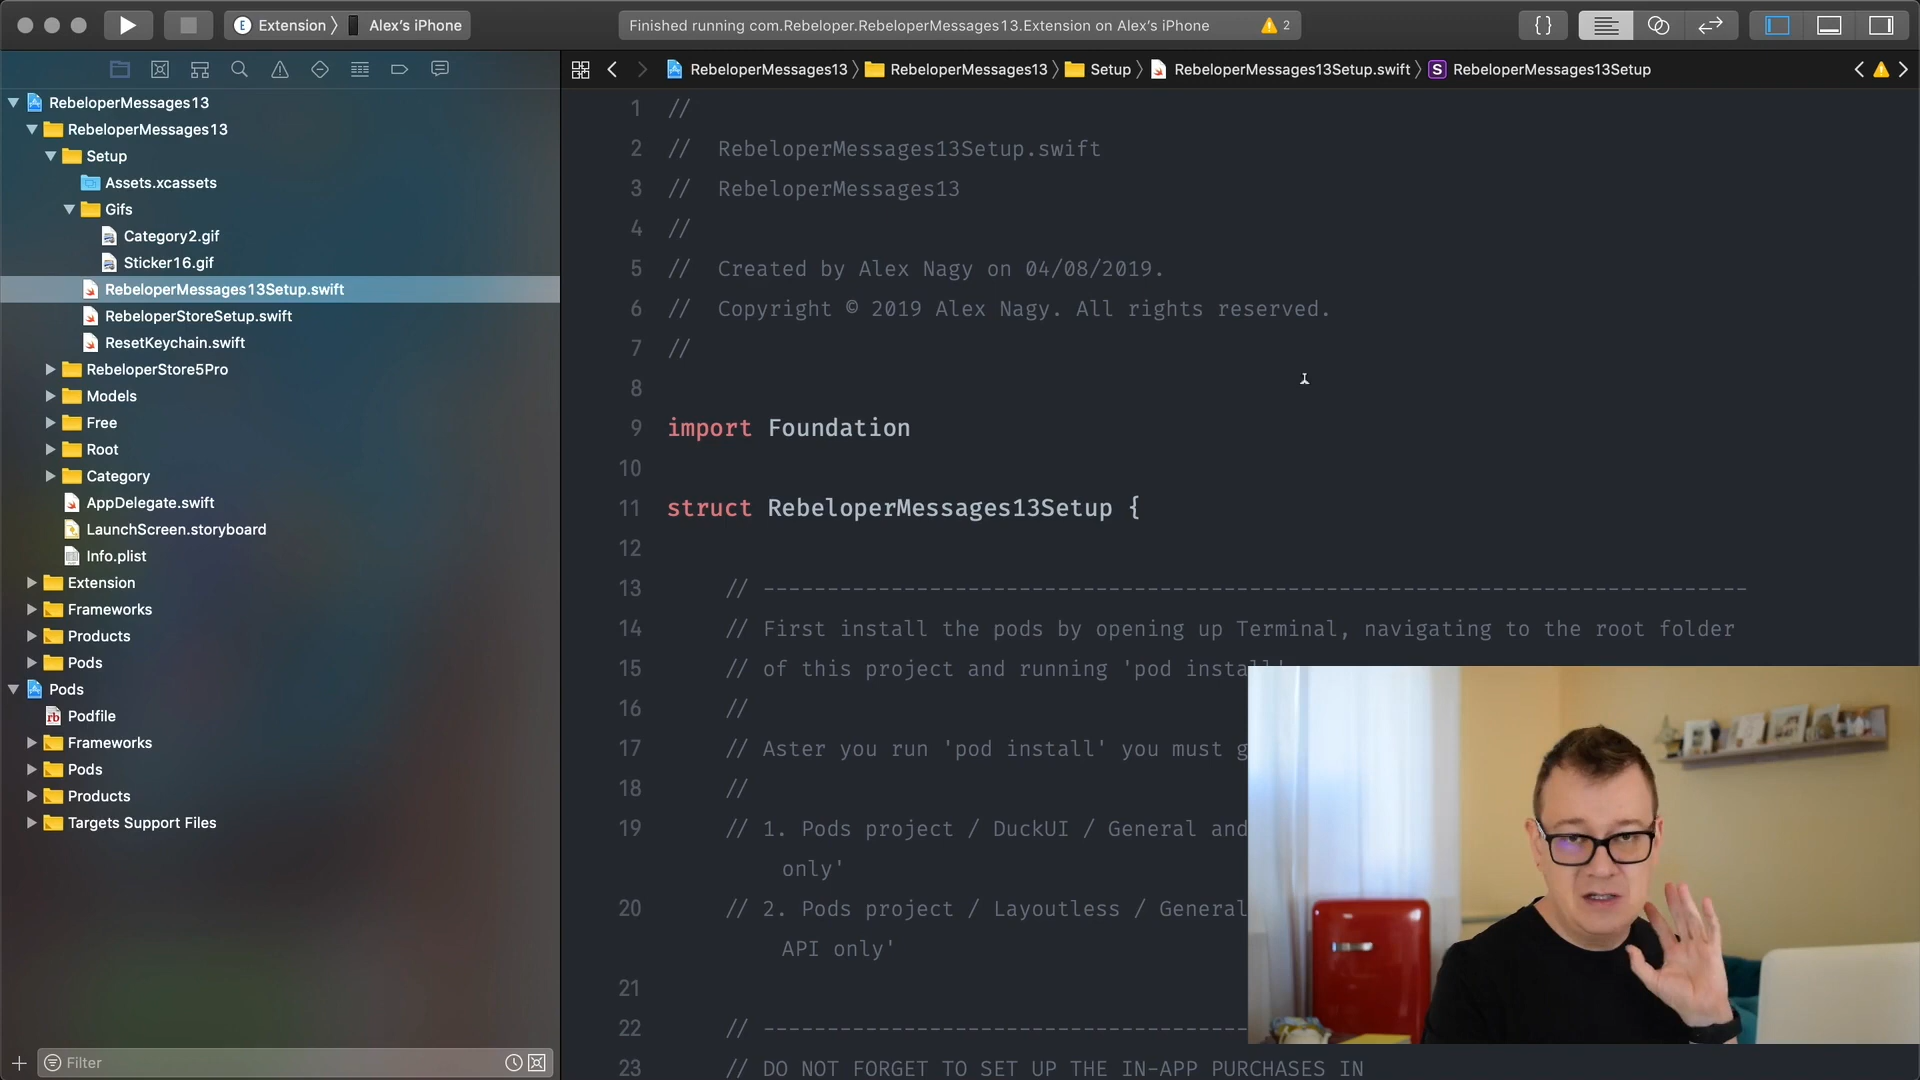 Extension
Alex's iPhone
Finished running com.Rebeloper.RebeloperMessages13.Extension on Alex's iPhone
2
{}
RebeloperMessages13
RebeloperMessages13
Setup
RebeloperMessages13Setup.swift
S
RebeloperMessages13Setup
RebeloperMessages13
RebeloperMessages13
Setup
Assets.xcassets
Gifs
Category2.gif
Sticker16.gif
RebeloperMessages13Setup.swift
RebeloperStoreSetup.swift
ResetKeychain.swift
RebeloperStore5Pro
Models
Free
Root
Category
AppDelegate.swift
LaunchScreen.storyboard
Info.plist
Extension
Frameworks
Products
Pods
Pods
Podfile
Frameworks
Pods
Products
Targets Support Files
Filter
1 //
2 // RebeloperMessages13Setup.swift
3 // RebeloperMessages13
4 //
5 // Created by Alex Nagy on 04/08/2019.
6 // Copyright © 2019 Alex Nagy. All rights reserved.
7 //
8
9 import Foundation
10
11 struct RebeloperMessages13Setup {
12
13 // -----------------------------------------------------------------------------
14 // First install the pods by opening up Terminal, navigating to the root folder
15 // of this project and running 'pod install'
16 //
17 // Aster you run 'pod install' you must g
18 //
19 // 1. Pods project / DuckUI / General and
only'
20 // 2. Pods project / Layoutless / General
API only'
21
22 // --------------------------------------
23 // DO NOT FORGET TO SET UP THE IN-APP PURCHASES IN